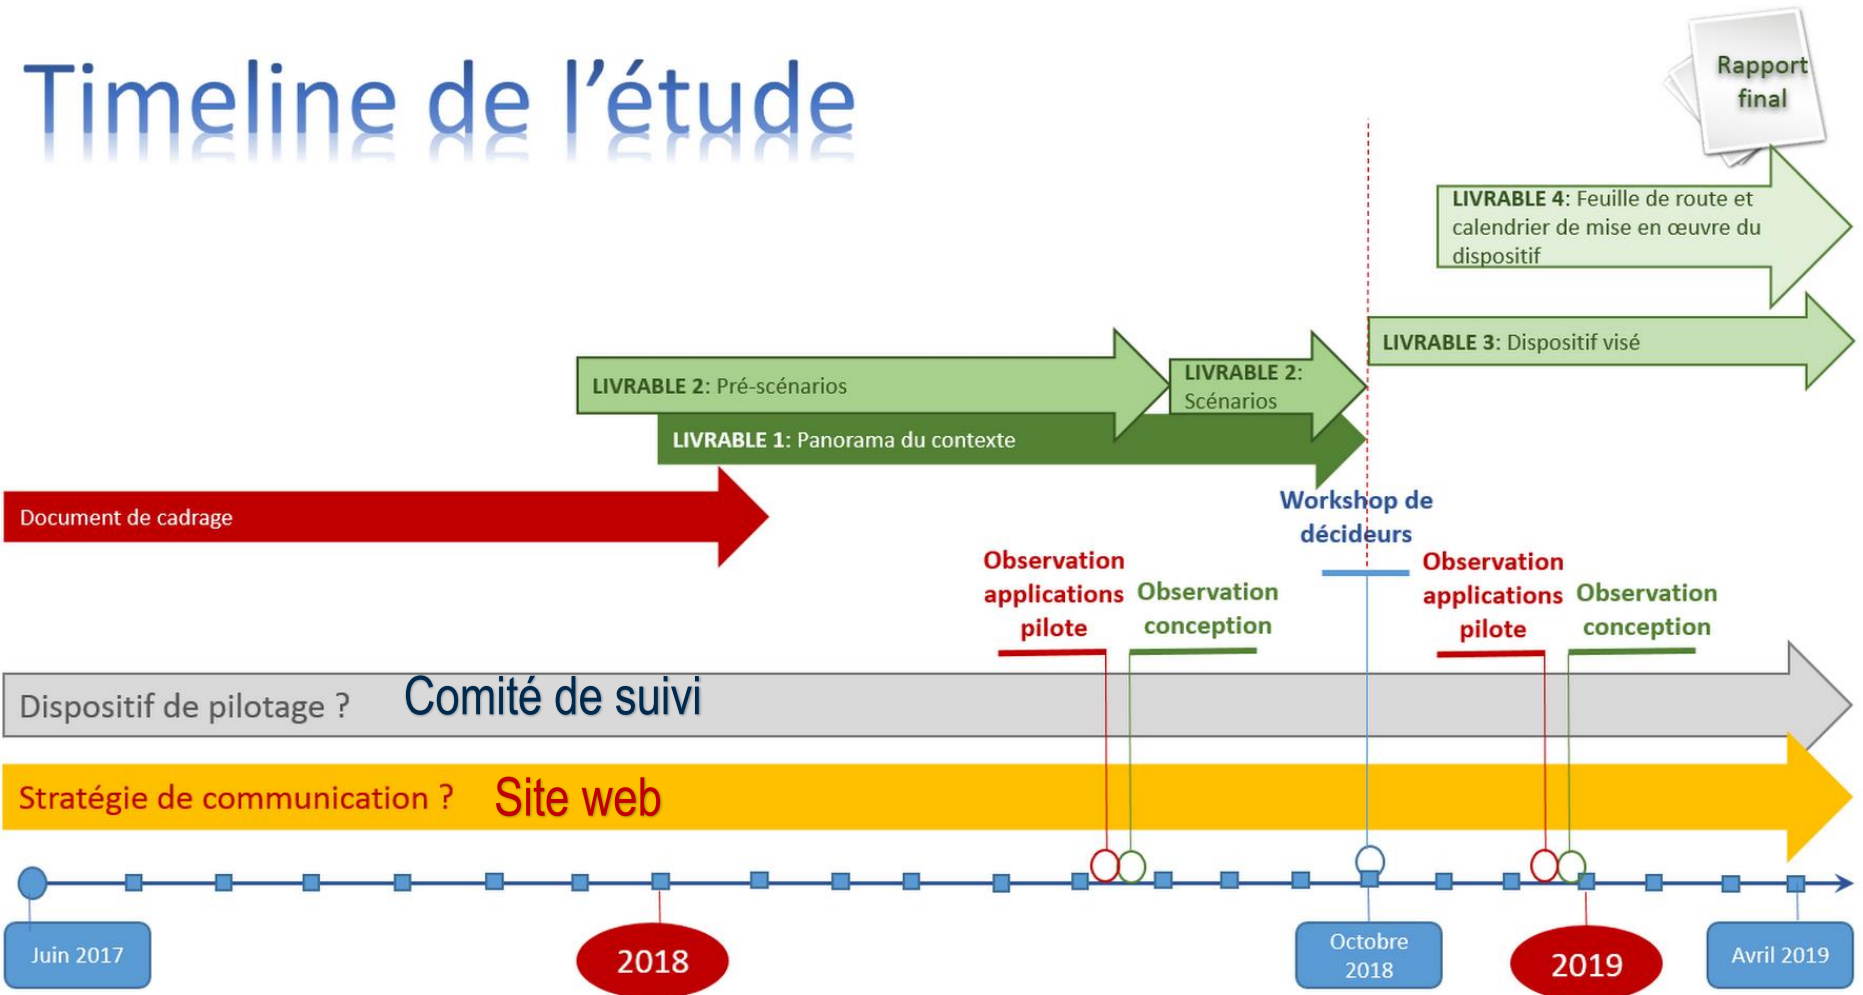 Timeline de l’étude
Rapport
final
LIVRABLE 4: Feuille de route et
calendrier de mise en œuvre du
dispositif
LIVRABLE 3: Dispositif visé
LIVRABLE 2: Pré-scénarios
LIVRABLE 2:
Scénarios
LIVRABLE 1: Panorama du contexte
Document de cadrage
Workshop de
décideurs
Observation
applications
pilote
Observation
conception
Observation
applications
pilote
Observation
conception
Dispositif de pilotage ? Comité de suivi
Stratégie de communication ? Site web
Juin 2017
2018
Octobre
2018
2019
Avril 2019